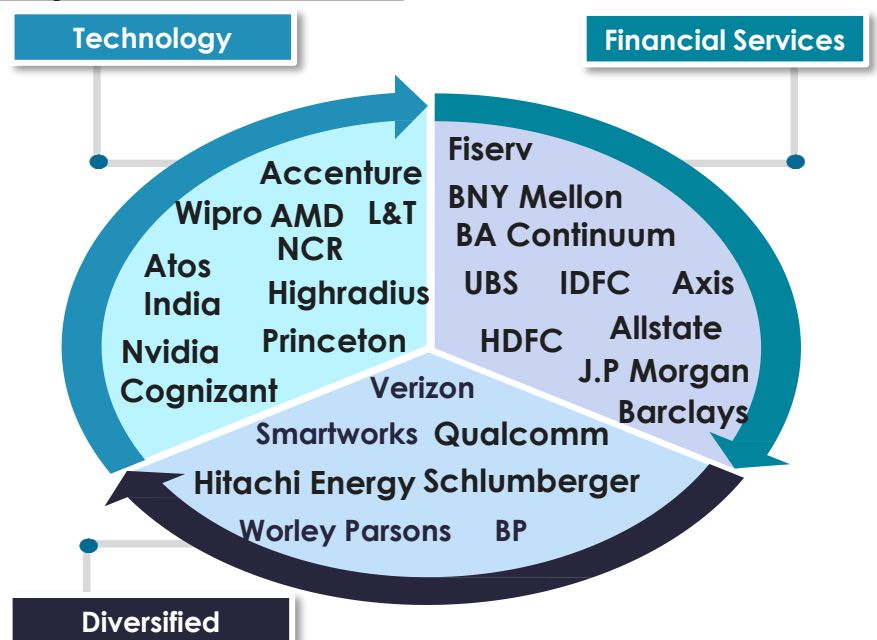 Technology
Financial Services
Accenture
Wipro AMD L&T
NCR
Atos
India
Highradius
Nvidia
Princeton
Cognizant
Fiserv
BNY Mellon
BA Continuum
UBS IDFC Axis
HDFC Allstate
J.P Morgan
Barclays
Verizon
Smartworks Qualcomm
Hitachi Energy Schlumberger
Worley Parsons BP
Diversified